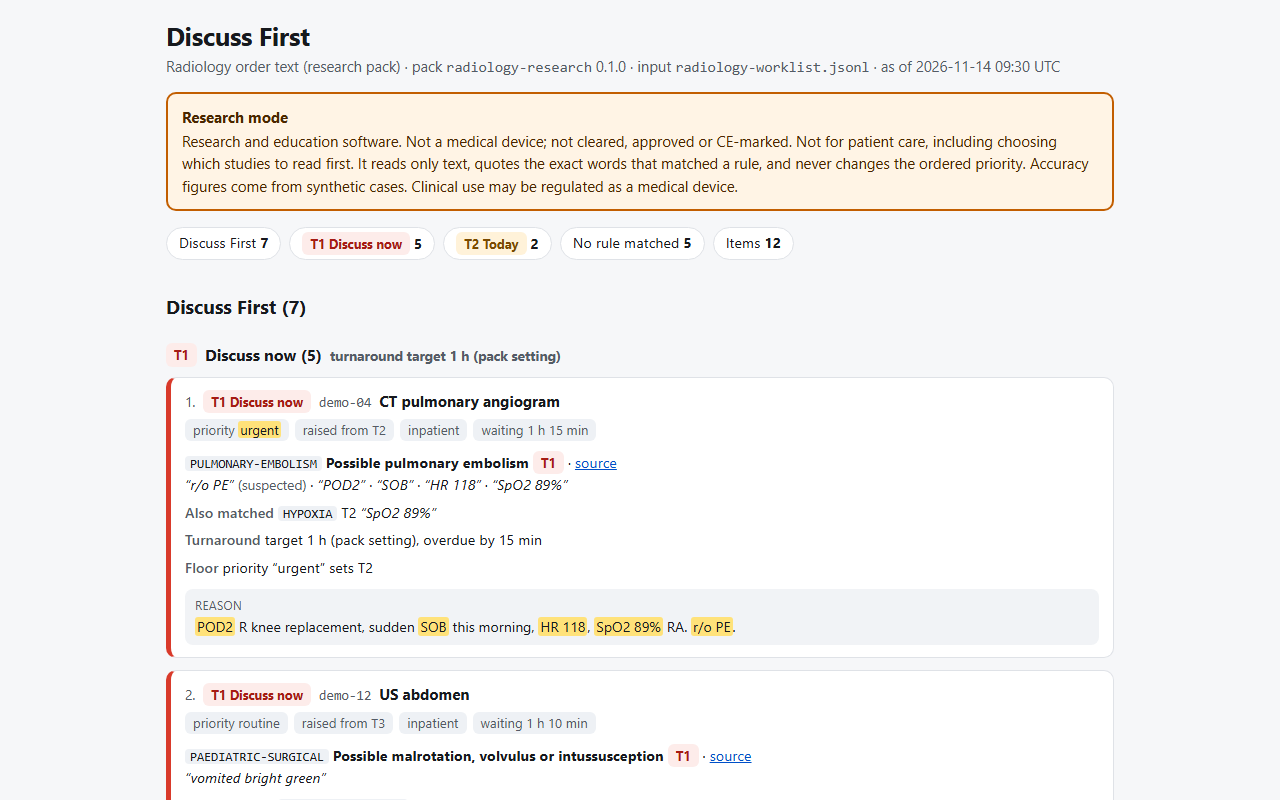 Discuss First
Radiology order text (research pack) · pack radiology-research 0.1.0 · input radiology-worklist.jsonl · as of 2026-11-14 09:30 UTC
Research mode
Research and education software. Not a medical device; not cleared, approved or CE-marked. Not for patient care, including choosing
which studies to read first. It reads only text, quotes the exact words that matched a rule, and never changes the ordered priority. Accuracy
figures come from synthetic cases. Clinical use may be regulated as a medical device.
Discuss First 7 T1 Discuss now 5 T2 Today 2 No rule matched 5 Items 12
Discuss First (7)
T1 Discuss now (5) turnaround target 1 h (pack setting)
1. T1 Discuss now demo-04 CT pulmonary angiogram
priority urgent raised from T2 inpatient waiting 1 h 15 min
PULMONARY-EMBOLISM Possible pulmonary embolism T1 · source
“r/o PE” (suspected) · “POD2” · “SOB” · “HR 118” · “SpO2 89%”
Also matched HYPOXIA T2 “SpO2 89%”
Turnaround target 1 h (pack setting), overdue by 15 min
Floor priority “urgent” sets T2
REASON
POD2 R knee replacement, sudden SOB this morning, HR 118, SpO2 89% RA. r/o PE.
2. T1 Discuss now demo-12 US abdomen
priority routine raised from T3 inpatient waiting 1 h 10 min
PAEDIATRIC-SURGICAL Possible malrotation, volvulus or intussusception T1 · source
“vomited bright green”